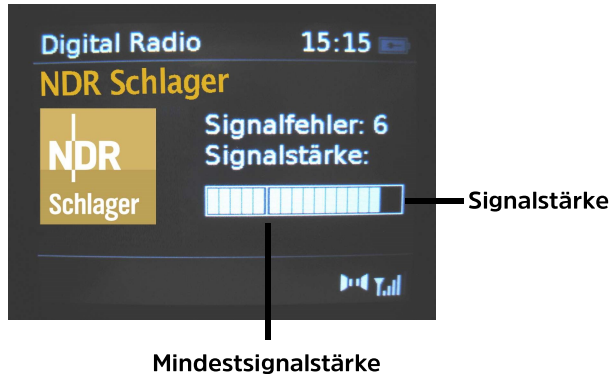 Digital Radio 15:15
NDR Schlager
NDR
Schlager
Signalfehler: 6
Signalstärke:
Signalstärke
Mindestsignalstärke